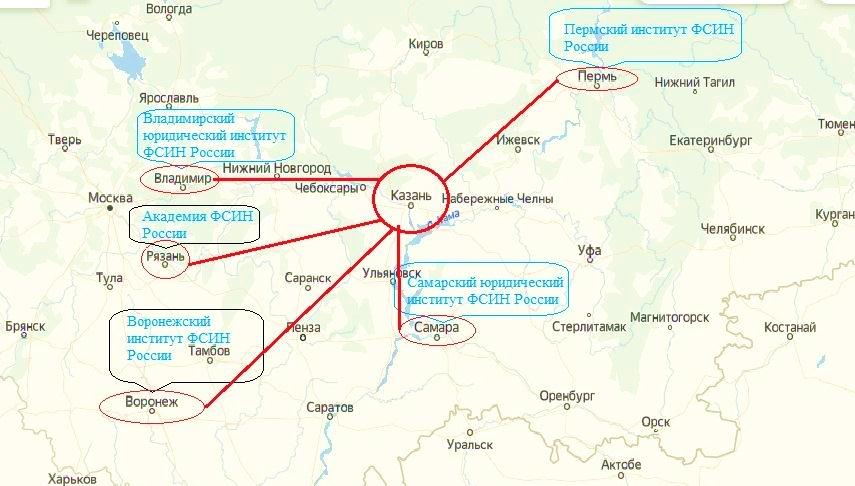 Вологда
Череповец
Киров
Пермский институт ФСИН
России
Пермь
Нижний Тагил
Ярославль
Владимирский
юридический институт
ФСИН России
Тверь
Ижевск
Екатеринбург
Тюмень
Нижний Новгород
Владимир
Чебоксары
Казань
Набережные Челны
Москва
Академия ФСИН
России
Кама
Курган
Челябинск
Рязань
Уфа
Тула
Саранск
Ульяновск
Самарский юридический
институт ФСИН России
Воронежский
институт ФСИН
России
Брянск
Тамбов
Пенза
Самара
Стерлитамак
Магнитогорск
Костанай
Воронеж
Саратов
Оренбург
Орск
Уральск
Актобе
Харьков